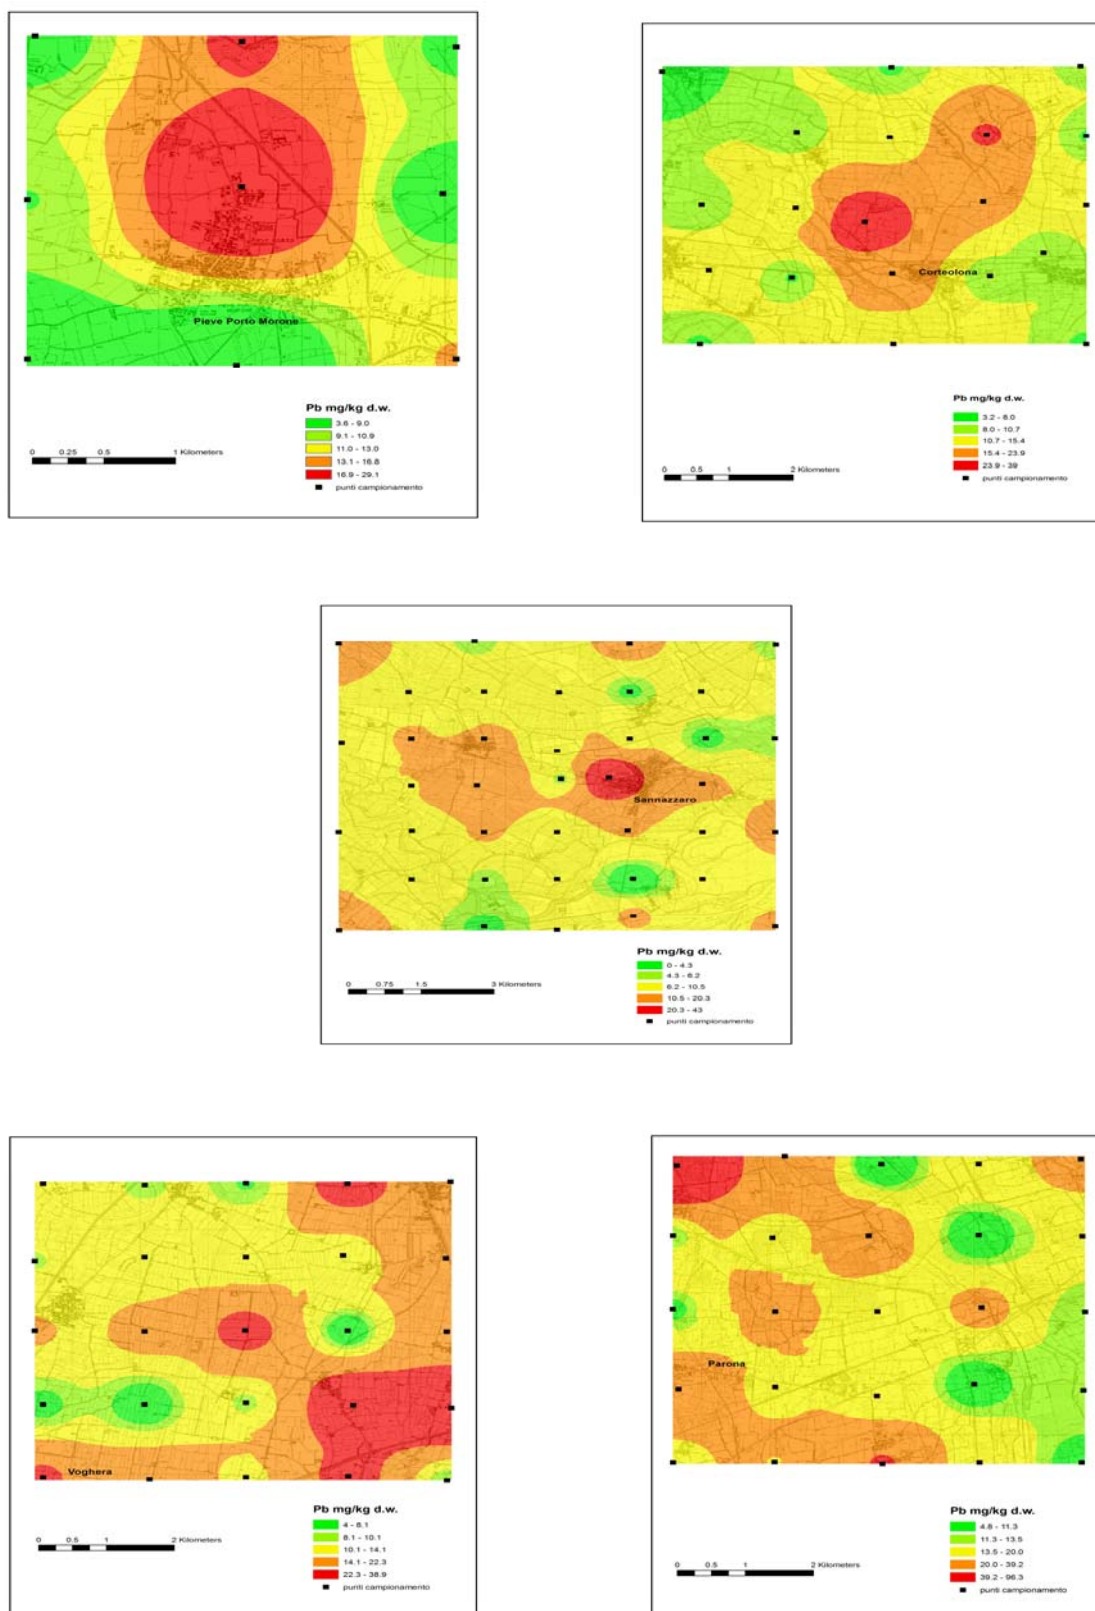 Pieve Porto Morone
Pb mg/kg d.w.
3.6 - 9.0
9.1 - 10.9
11.0 - 13.0
13.1 - 16.8
16.9 - 29.1
punti campionamento
0 0.25 0.5 1 Kilometers
Corteolona
Pb mg/kg d.w.
3.2 - 8.0
8.0 - 10.7
10.7 - 15.4
15.4 - 23.9
23.9 - 39
punti campionamento
0 0.5 1 2 Kilometers
Sannazzaro
Pb mg/kg d.w.
0 - 4.3
4.3 - 6.2
6.2 - 10.5
10.5 - 20.3
20.3 - 43
punti campionamento
0 0.75 1.5 3 Kilometers
Voghera
Pb mg/kg d.w.
4 - 8.1
8.1 - 10.1
10.1 - 14.1
14.1 - 22.3
22.3 - 38.9
punti campionamento
0 0.5 1 2 Kilometers
Parona
Pb mg/kg d.w.
4.8 - 11.3
11.3 - 13.5
13.5 - 20.0
20.0 - 39.2
39.2 - 96.3
punti campionamento
0 0.5 1 2 Kilometers